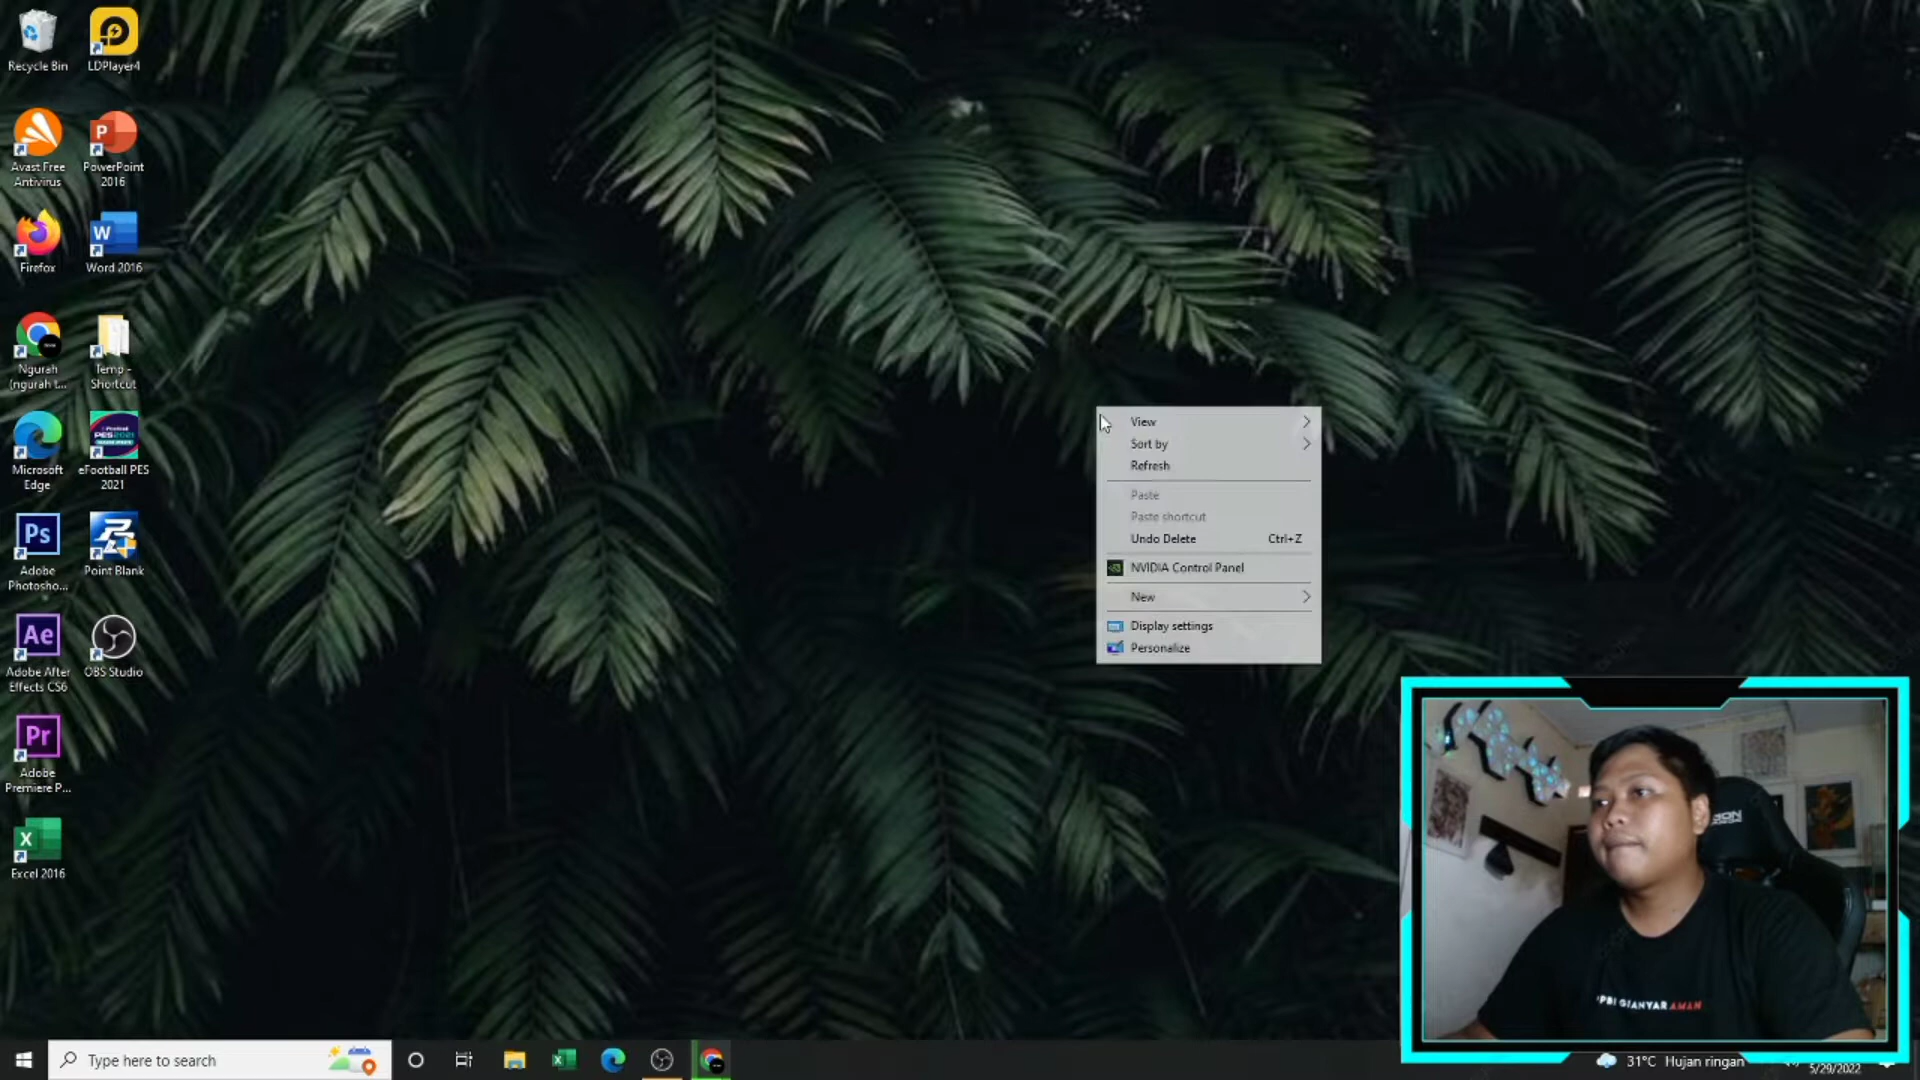 Recycle Bin
LDPlayer4
Avast Free
Antivirus
PowerPoint
2016
Firefox
Word 2016
Ngurah
(ngurah t...
Temp -
Shortcut
Microsoft
Edge
eFootball PES
2021
Adobe
Photosho...
Point Blank
Adobe After
Effects CS6
OBS Studio
Adobe
Premiere P...
Excel 2016
View
Sort by
Refresh
Paste
Paste shortcut
Undo Delete Ctrl+Z
NVIDIA Control Panel
New
Display settings
Personalize
GIANYAR AMAN
Type here to search
31°C Hujan ringan
5/29/2022